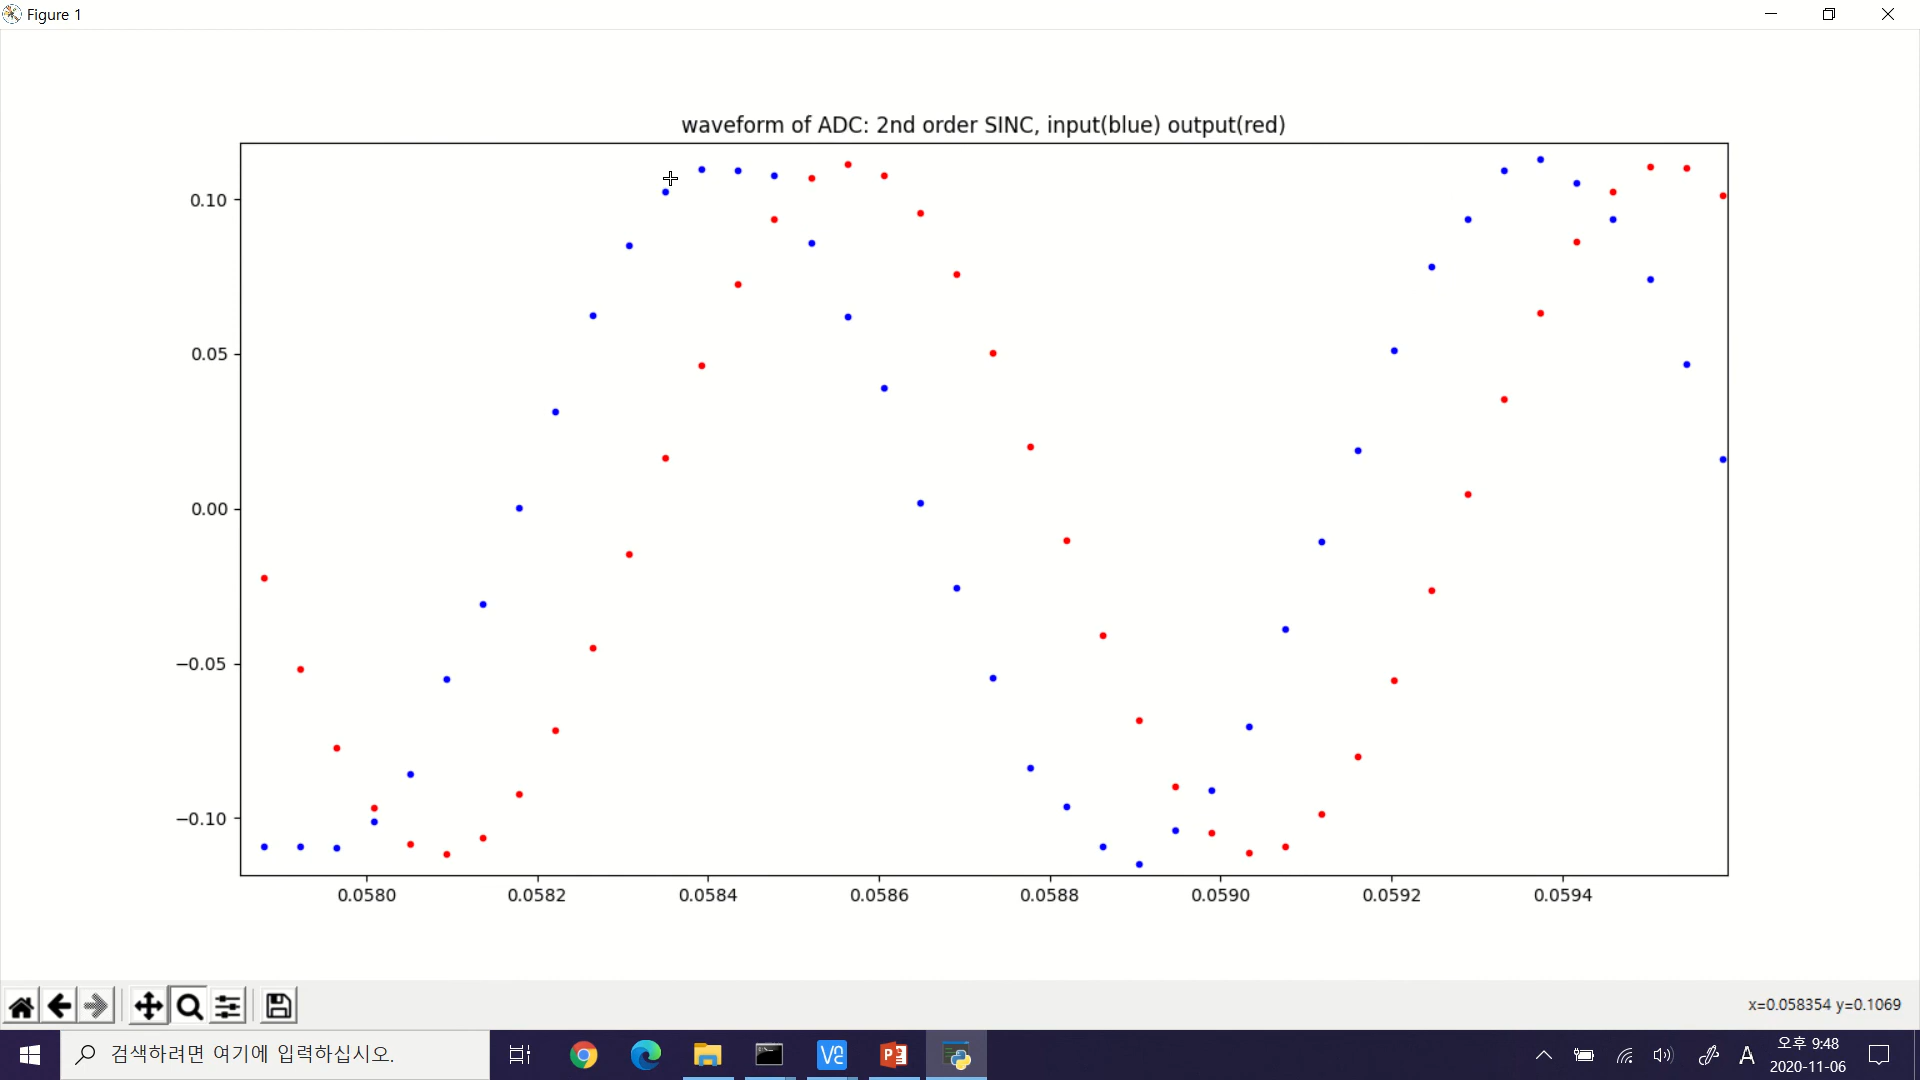 Figure 1
waveform of ADC: 2nd order SINC, input(blue) output(red)
0.10
0.05
0.00
−0.05
−0.10
0.0580 0.0582 0.0584 0.0586 0.0588 0.0590 0.0592 0.0594
x=0.058354 y=0.1069
검색하려면 여기에 입력하십시오.
A
오후 9:48
2020-11-06